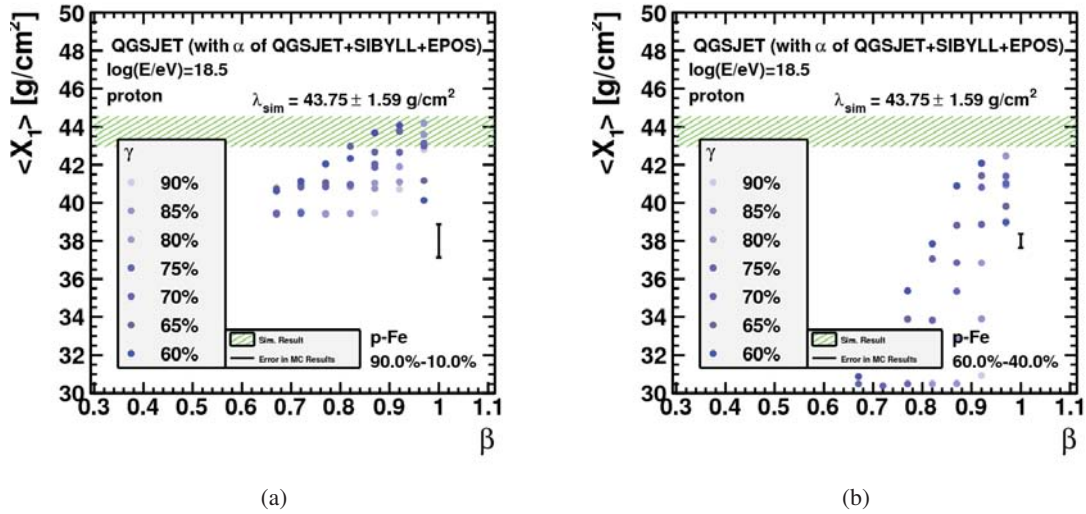 <X₁> [g/cm²]
50
48
46
44
42
40
38
36
34
32
30
QGSJET (with α of QGSJET+SIBYLL+EPOS)
log(E/eV)=18.5
proton
λsim = 43.75 ± 1.59 g/cm²
γ
90%
85%
80%
75%
70%
65%
60%
Sim. Result
Error in MC Results
p-Fe
90.0%-10.0%
0.3 0.4 0.5 0.6 0.7 0.8 0.9 1 1.1
β
(a)
<X₁> [g/cm²]
50
48
46
44
42
40
38
36
34
32
30
QGSJET (with α of QGSJET+SIBYLL+EPOS)
log(E/eV)=18.5
proton
λsim = 43.75 ± 1.59 g/cm²
γ
90%
85%
80%
75%
70%
65%
60%
Sim. Result
Error in MC Results
p-Fe
60.0%-40.0%
0.3 0.4 0.5 0.6 0.7 0.8 0.9 1 1.1
β
(b)